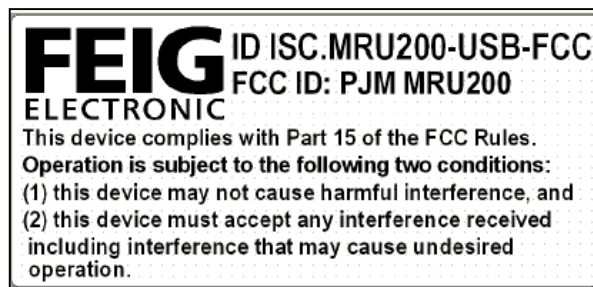 FEIG
ELECTRONIC
ID ISC.MRU200-USB-FCC
FCC ID: PJM MRU200
This device complies with Part 15 of the FCC Rules.
Operation is subject to the following two conditions:
(1) this device may not cause harmful interference, and
(2) this device must accept any interference received
including interference that may cause undesired
operation.